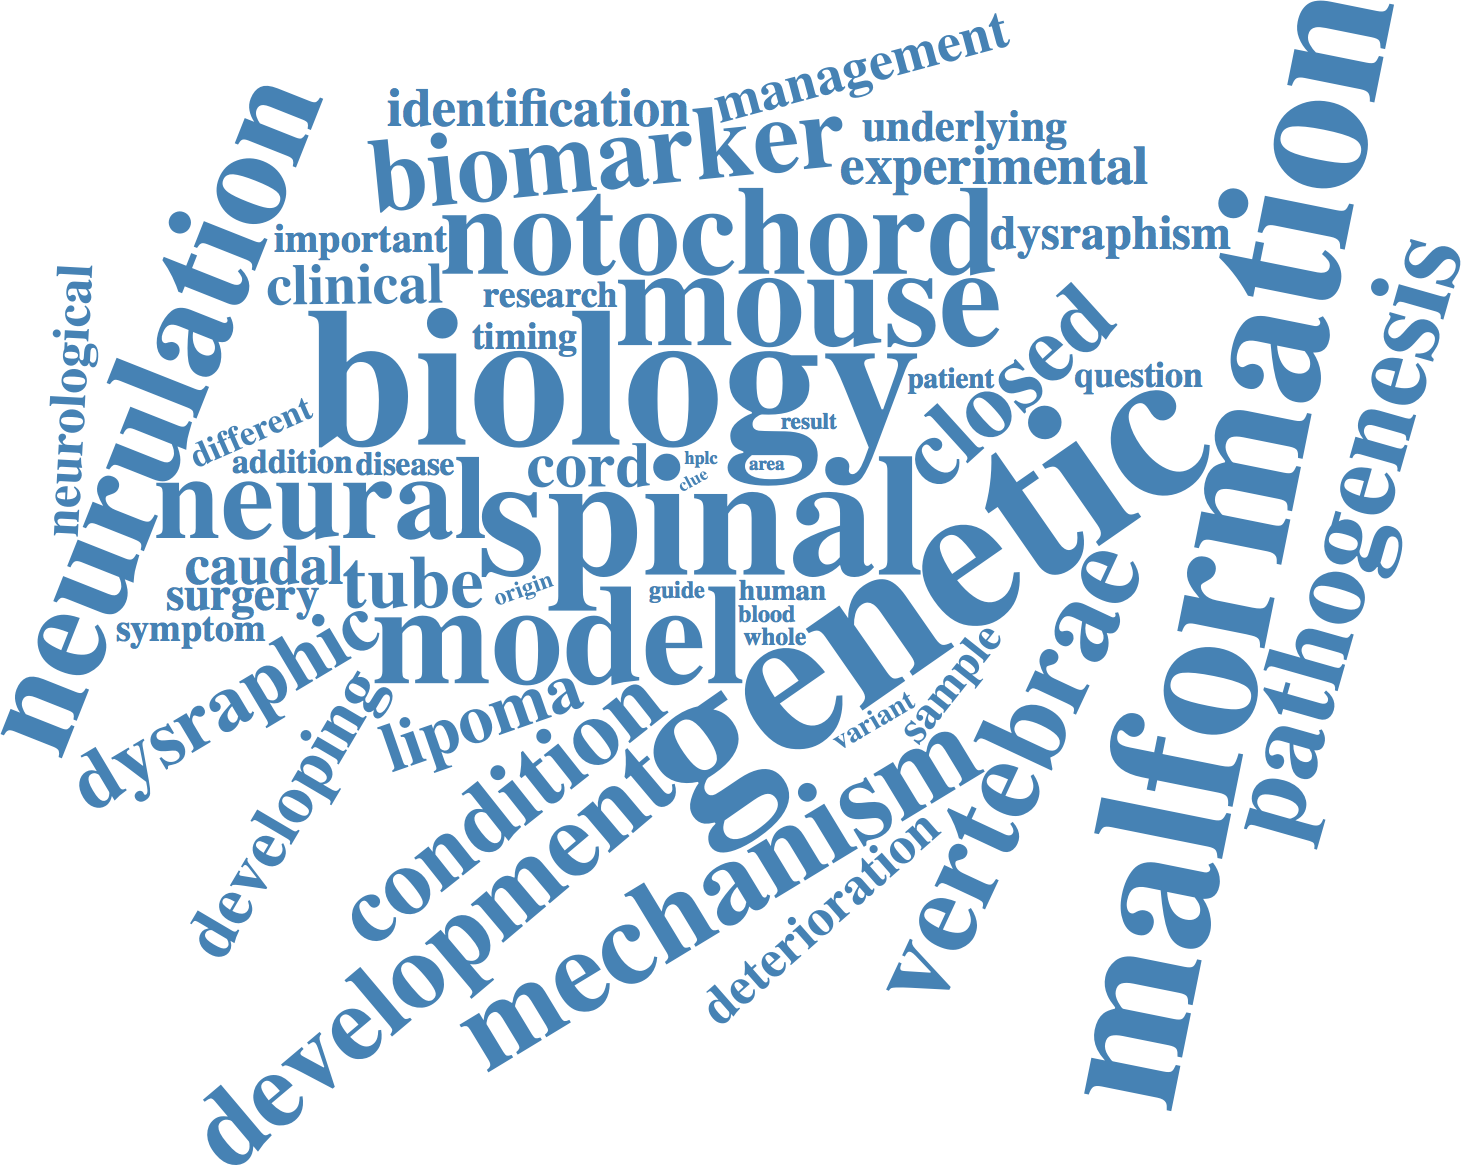 management
identification
biomarker
underlying
experimental
malformation
neurulation
notochord
dysraphism
important
clinical
research
mouse
timing
biology
neurological
pathogenesis
closed
patient
question
different
result
addition
disease
cord
hplc
clue
area
neural
spinal
genetic
caudal
tube
surgery
origin
guide
human
blood
whole
symptom
model
dysraphic
developing
lipoma
condition
variant
sample
vertebrae
development
mechanism
deterioration